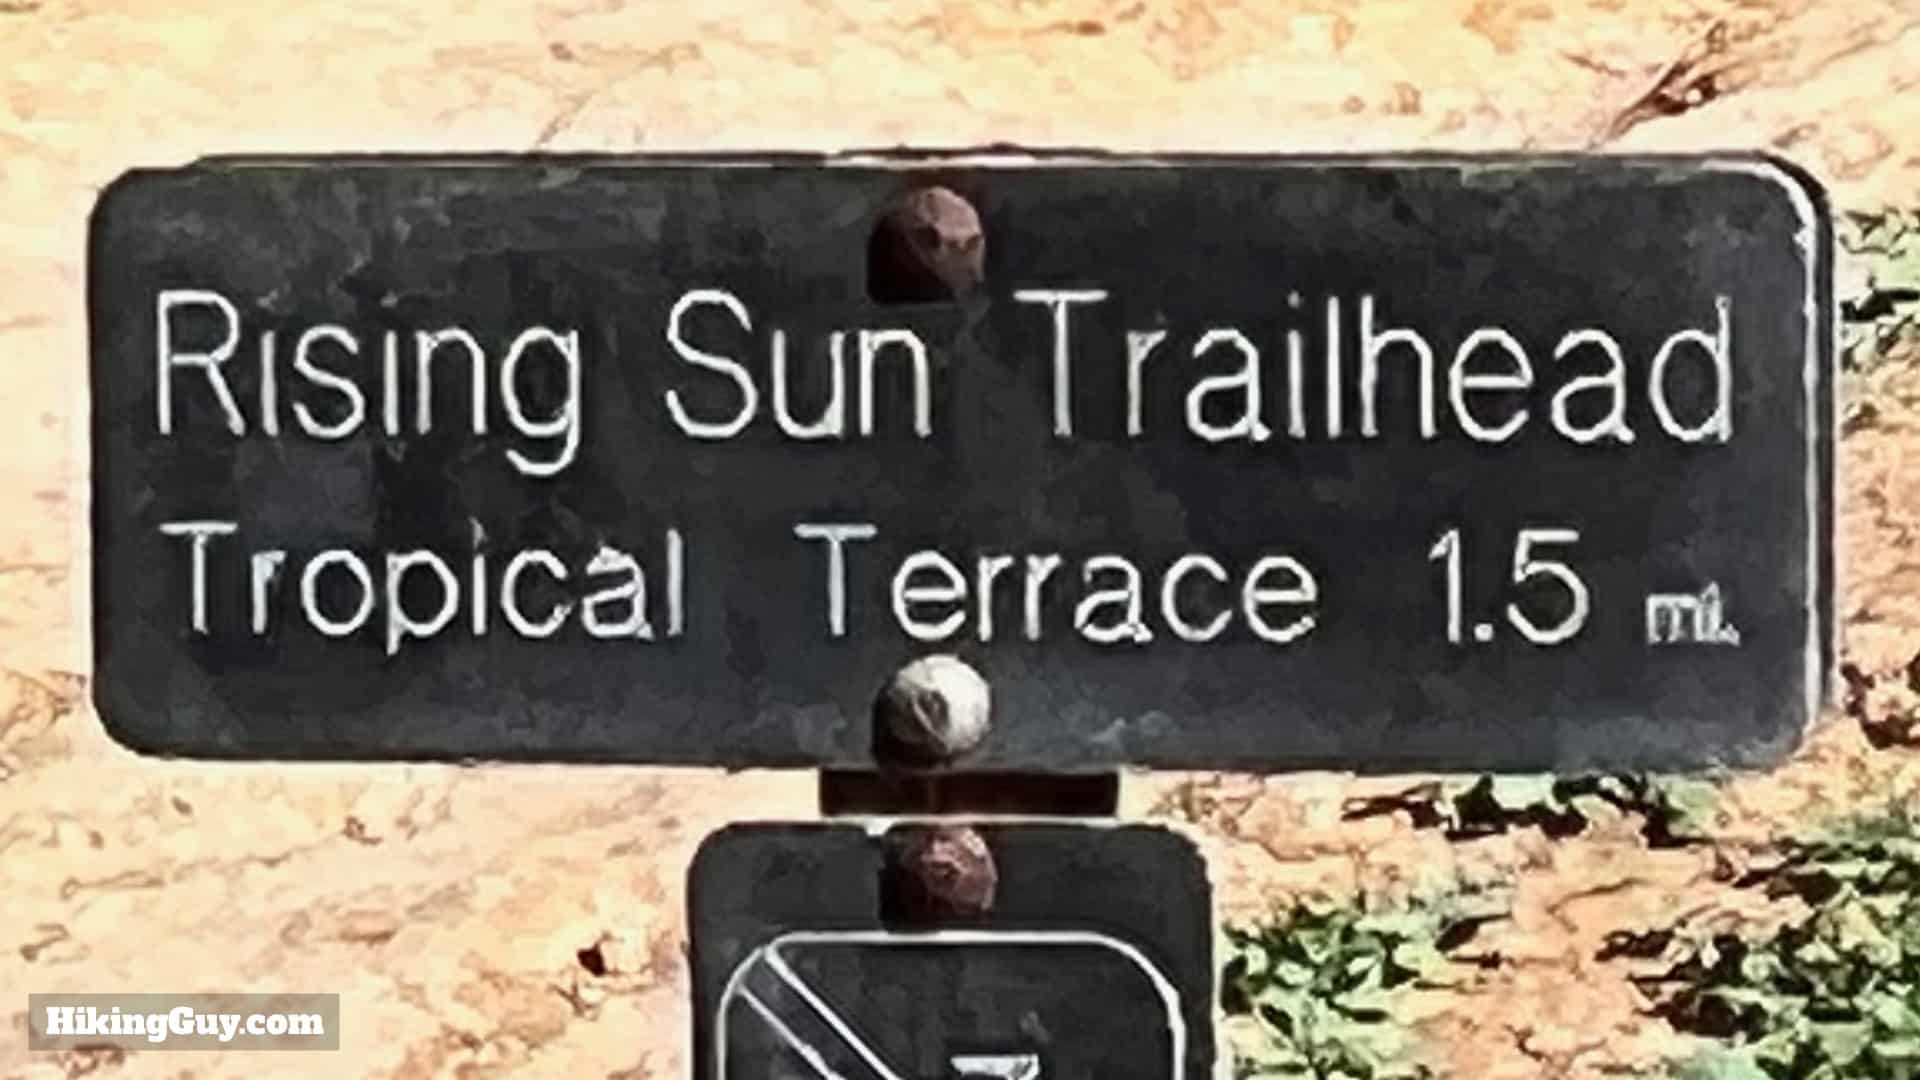 Rising Sun Trailhead
Tropical Terrace 1.5 mi.
HikingGuy.com